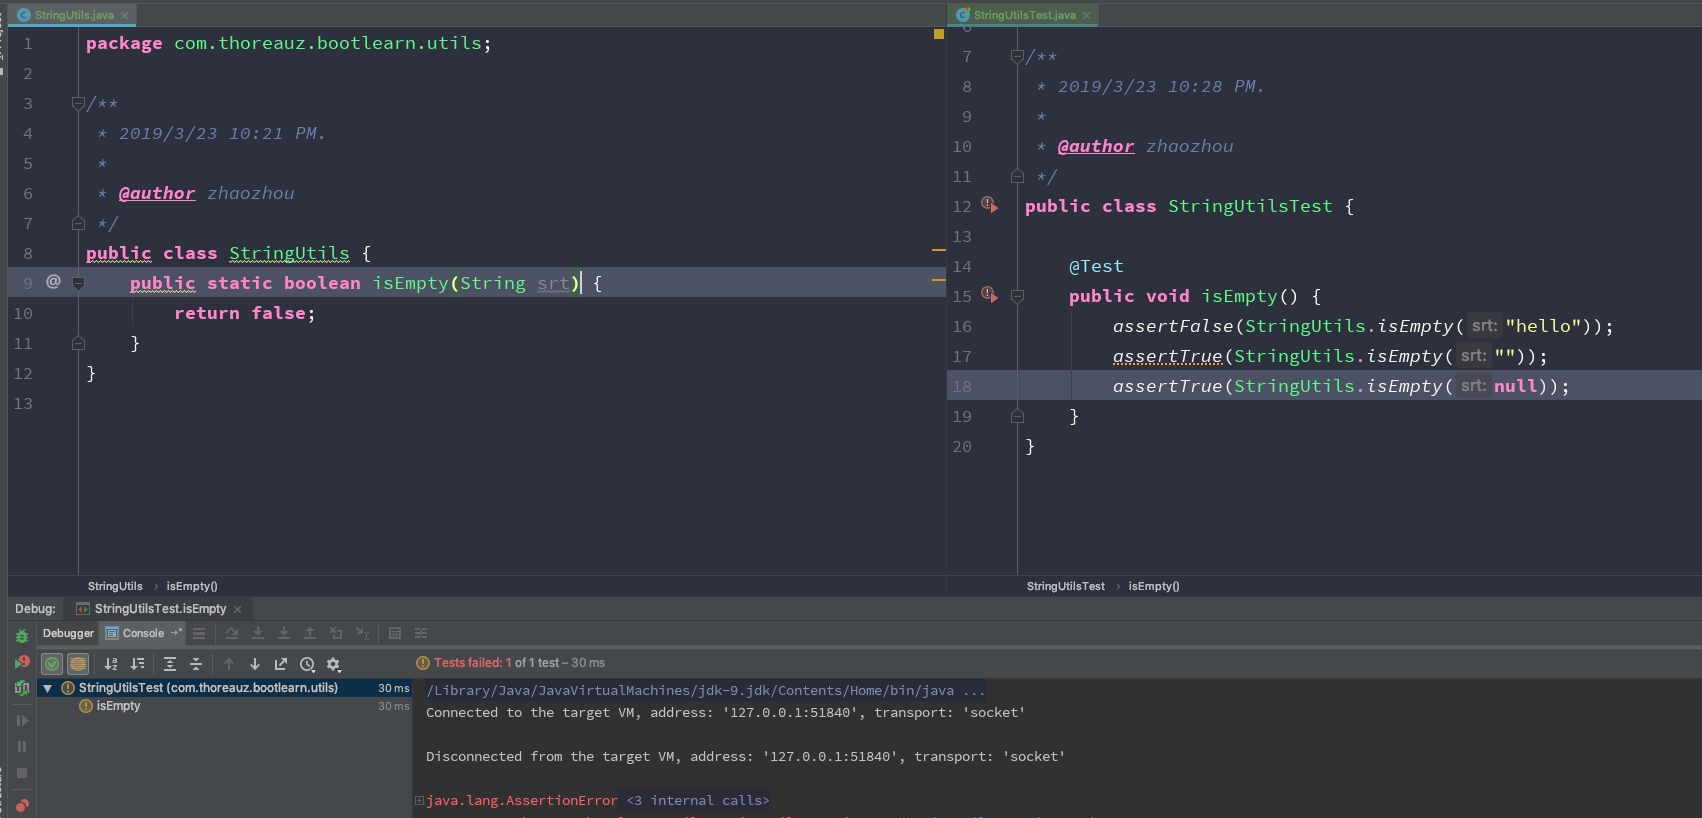 StringUtils.java
1 package com.thoreauz.bootlearn.utils;
2
3 /**
4 * 2019/3/23 10:21 PM.
5 *
6 * @author zhaozhou
7 */
8 public class StringUtils {
@ 9 public static boolean isEmpty(String srt) {
10 return false;
11 }
12 }
13
StringUtils › isEmpty()
StringUtilsTest.java
6
7 /**
8 * 2019/3/23 10:28 PM.
9 *
10 * @author zhaozhou
11 */
12 public class StringUtilsTest {
13
14 @Test
15 public void isEmpty() {
16 assertFalse(StringUtils.isEmpty( srt: "hello"));
17 assertTrue(StringUtils.isEmpty( srt: ""));
18 assertTrue(StringUtils.isEmpty( srt: null));
19 }
20 }
StringUtilsTest › isEmpty()
Debug: StringUtilsTest.isEmpty
Debugger Console
Tests failed: 1 of 1 test – 30 ms
StringUtilsTest (com.thoreauz.bootlearn.utils) 30 ms
isEmpty 30 ms
/Library/Java/JavaVirtualMachines/jdk-9.jdk/Contents/Home/bin/java ...
Connected to the target VM, address: '127.0.0.1:51840', transport: 'socket'
Disconnected from the target VM, address: '127.0.0.1:51840', transport: 'socket'
java.lang.AssertionError <3 internal calls>